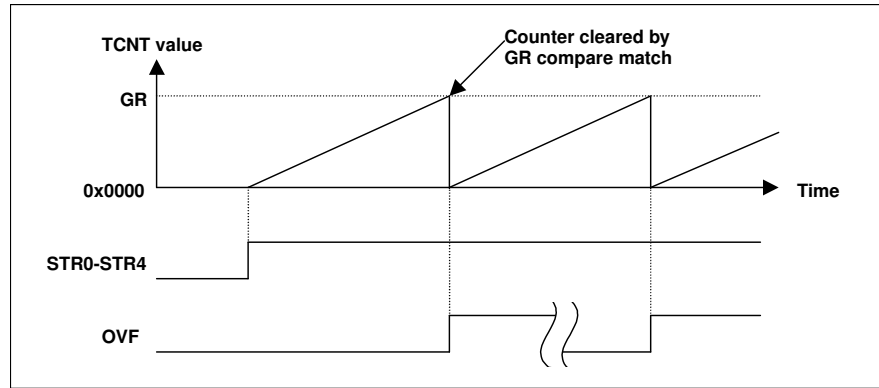 TCNT value
Counter cleared by
GR compare match
GR
0x0000
Time
STR0-STR4
OVF